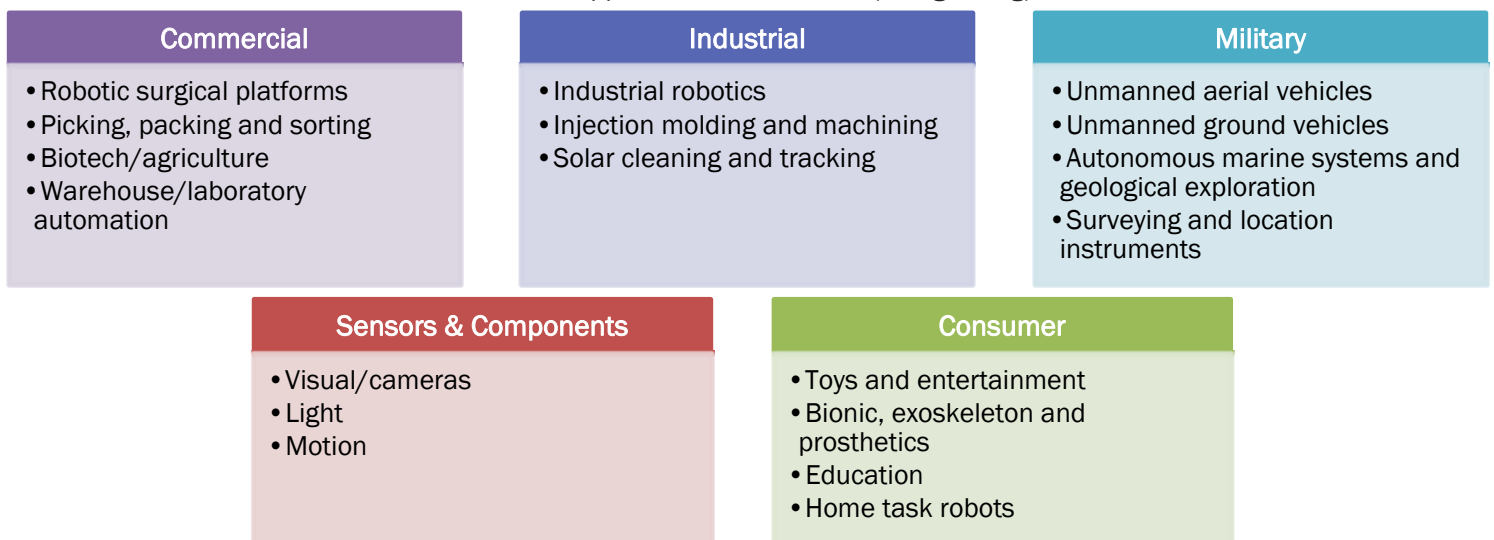 Commercial
•Robotic surgical platforms
•Picking, packing and sorting
•Biotech/agriculture
•Warehouse/laboratory
automation
Industrial
•Industrial robotics
•Injection molding and machining
•Solar cleaning and tracking
Military
•Unmanned aerial vehicles
•Unmanned ground vehicles
•Autonomous marine systems and
geological exploration
•Surveying and location
instruments
Sensors & Components
•Visual/cameras
•Light
•Motion
Consumer
•Toys and entertainment
•Bionic, exoskeleton and
prosthetics
•Education
•Home task robots